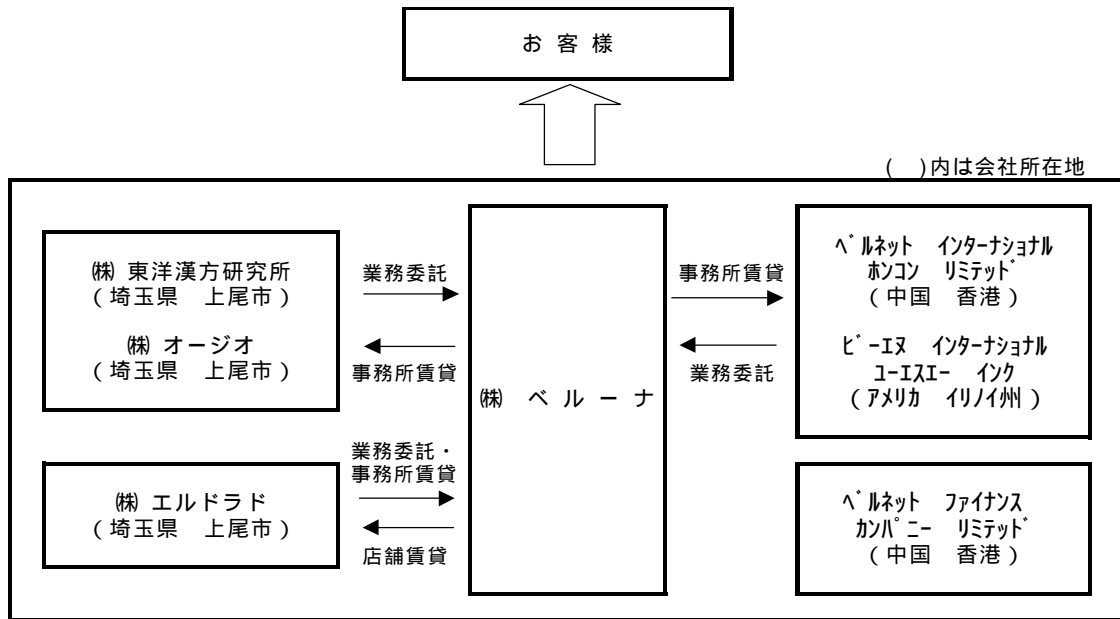 お 客 様
( )内は会社所在地
㈱ 東洋漢方研究所
(埼玉県 上尾市)
㈱ オージオ
(埼玉県 上尾市)
業務委託
事務所賃貸
㈱ エルドラド
(埼玉県 上尾市)
業務委託・
事務所賃貸
店舗賃貸
㈱ ベ ル ー ナ
事務所賃貸
業務委託
ベルネット インターナショナル
ホンコン リミテッド
(中国 香港)
ビーエヌ インターナショナル
ユーエスエー インク
(アメリカ イリノイ州)
ベルネット ファイナンス
カンパニー リミテッド
(中国 香港)